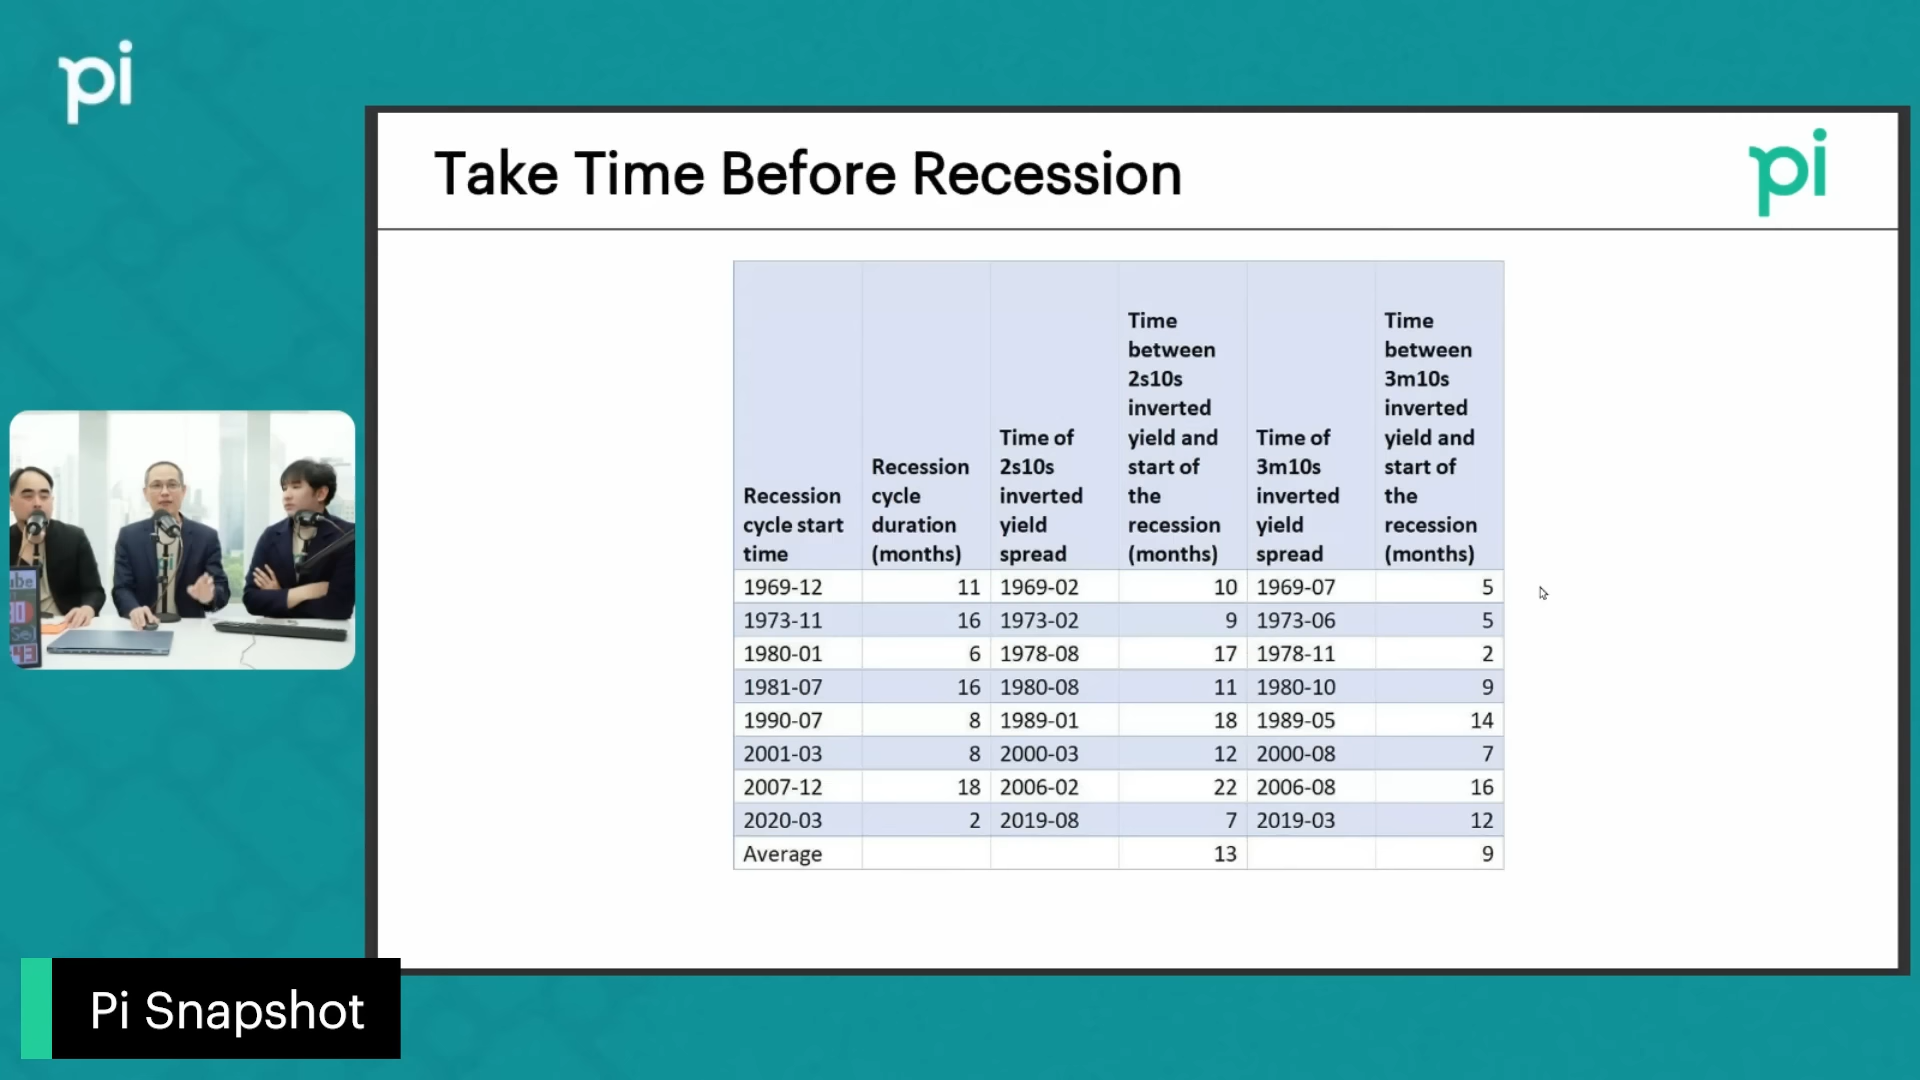 pi
Take Time Before Recession
pi
Recession cycle start time
Recession cycle duration (months)
Time of 2s10s inverted yield spread
Time between 2s10s inverted yield and start of the recession (months)
Time of 3m10s inverted yield spread
Time between 3m10s inverted yield and start of the recession (months)
1969-12 11 1969-02 10 1969-07 5
1973-11 16 1973-02 9 1973-06 5
1980-01 6 1978-08 17 1978-11 2
1981-07 16 1980-08 11 1980-10 9
1990-07 8 1989-01 18 1989-05 14
2001-03 8 2000-03 12 2000-08 7
2007-12 18 2006-02 22 2006-08 16
2020-03 2 2019-08 7 2019-03 12
Average 13 9
Pi Snapshot